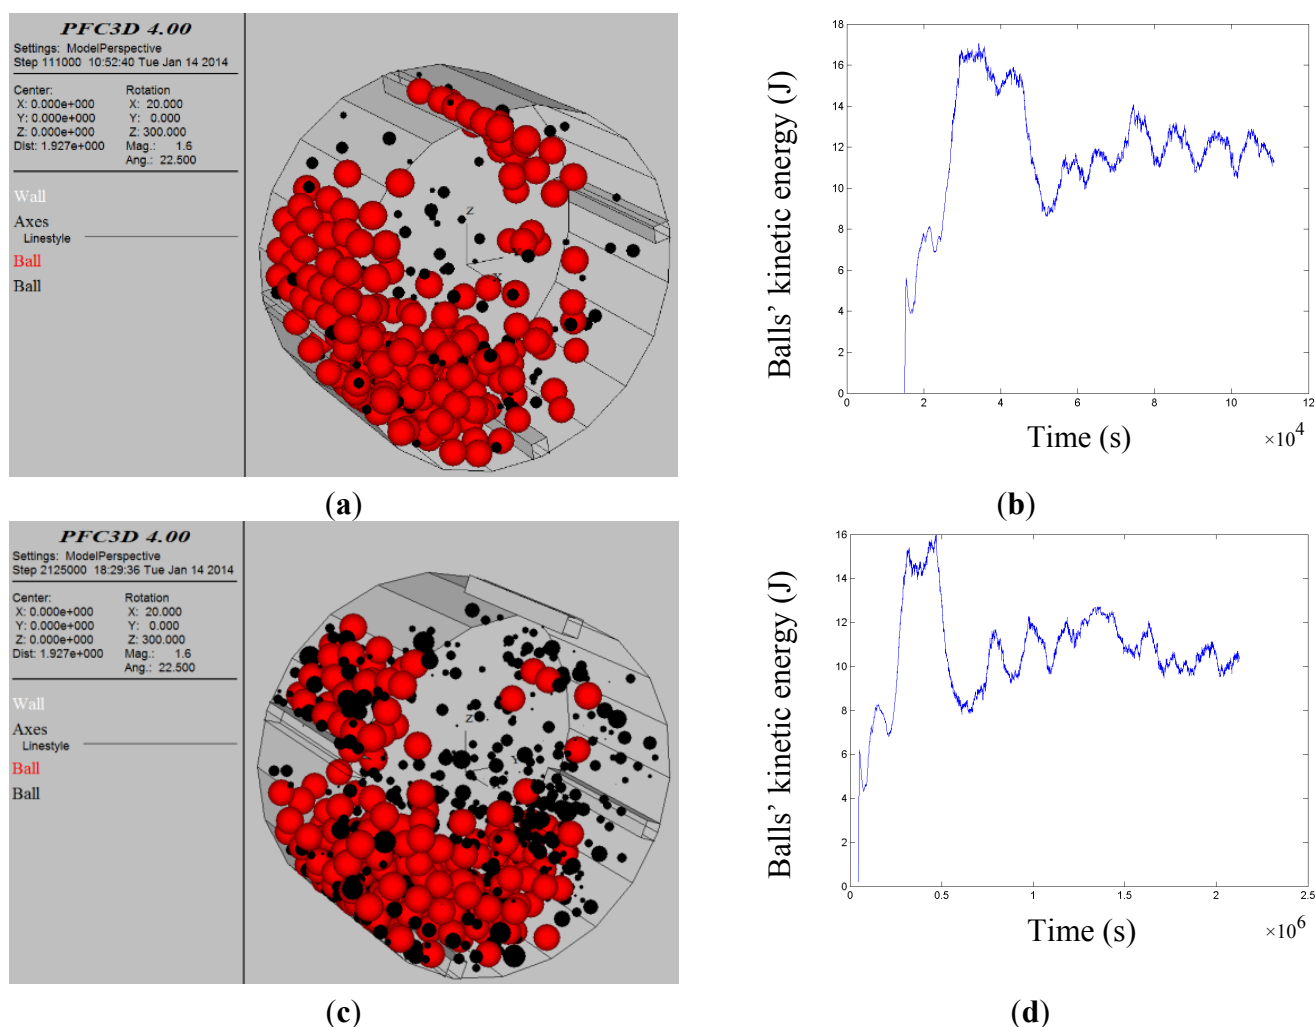 PFC3D 4.00
Settings: ModelPerspective
Step 111000 10:52:40 Tue Jan 14 2014
Center: Rotation
X: 0.000e+000 X: 20.000
Y: 0.000e+000 Y: 0.000
Z: 0.000e+000 Z: 300.000
Dist: 1.927e+000 Mag.: 1.6
Ang.: 22.500
Wall
Axes
Linestyle
Ball
Ball
Z
X
(a)
Balls' kinetic energy (J)
18
16
14
12
10
8
6
4
2
0
0 2 4 6 8 10 12
Time (s) ×10⁴
(b)
PFC3D 4.00
Settings: ModelPerspective
Step 2125000 18:29:36 Tue Jan 14 2014
Center: Rotation
X: 0.000e+000 X: 20.000
Y: 0.000e+000 Y: 0.000
Z: 0.000e+000 Z: 300.000
Dist: 1.927e+000 Mag.: 1.6
Ang.: 22.500
Wall
Axes
Linestyle
Ball
Ball
Z
Y
(c)
Balls' kinetic energy (J)
16
14
12
10
8
6
4
2
0
0.5 1 1.5 2 2.5
Time (s) ×10⁶
(d)